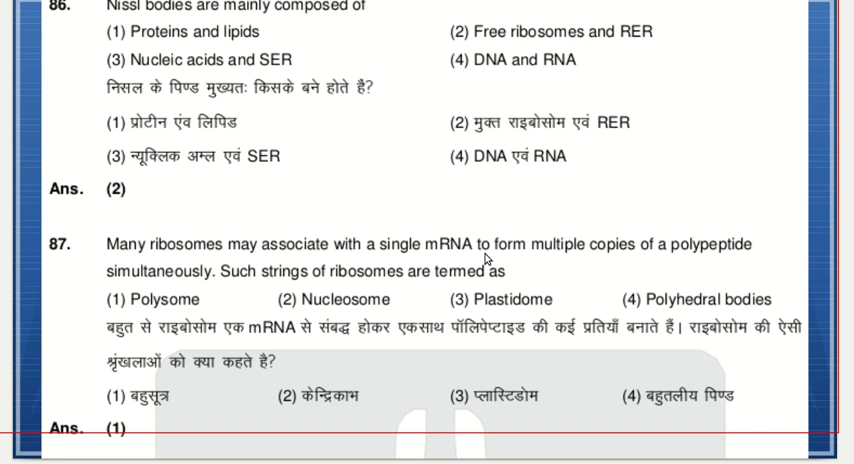 86. Nissl bodies are mainly composed of
(1) Proteins and lipids (2) Free ribosomes and RER
(3) Nucleic acids and SER (4) DNA and RNA
निसल के पिण्ड मुख्यतः किसके बने होते हैं?
(1) प्रोटीन एंव लिपिड (2) मुक्त राइबोसोम एवं RER
(3) न्यूक्लिक अम्ल एवं SER (4) DNA एवं RNA
Ans. (2)
87. Many ribosomes may associate with a single mRNA to form multiple copies of a polypeptide
simultaneously. Such strings of ribosomes are termed as
(1) Polysome (2) Nucleosome (3) Plastidome (4) Polyhedral bodies
बहुत से राइबोसोम एक mRNA से संबद्ध होकर एकसाथ पॉलिपेप्टाइड की कई प्रतियाँ बनाते हैं। राइबोसोम की ऐसी
श्रृंखलाओं को क्या कहते है?
(1) बहुसूत्र (2) केन्द्रिकाभ (3) प्लास्टिडोम (4) बहुतलीय पिण्ड
Ans. (1)